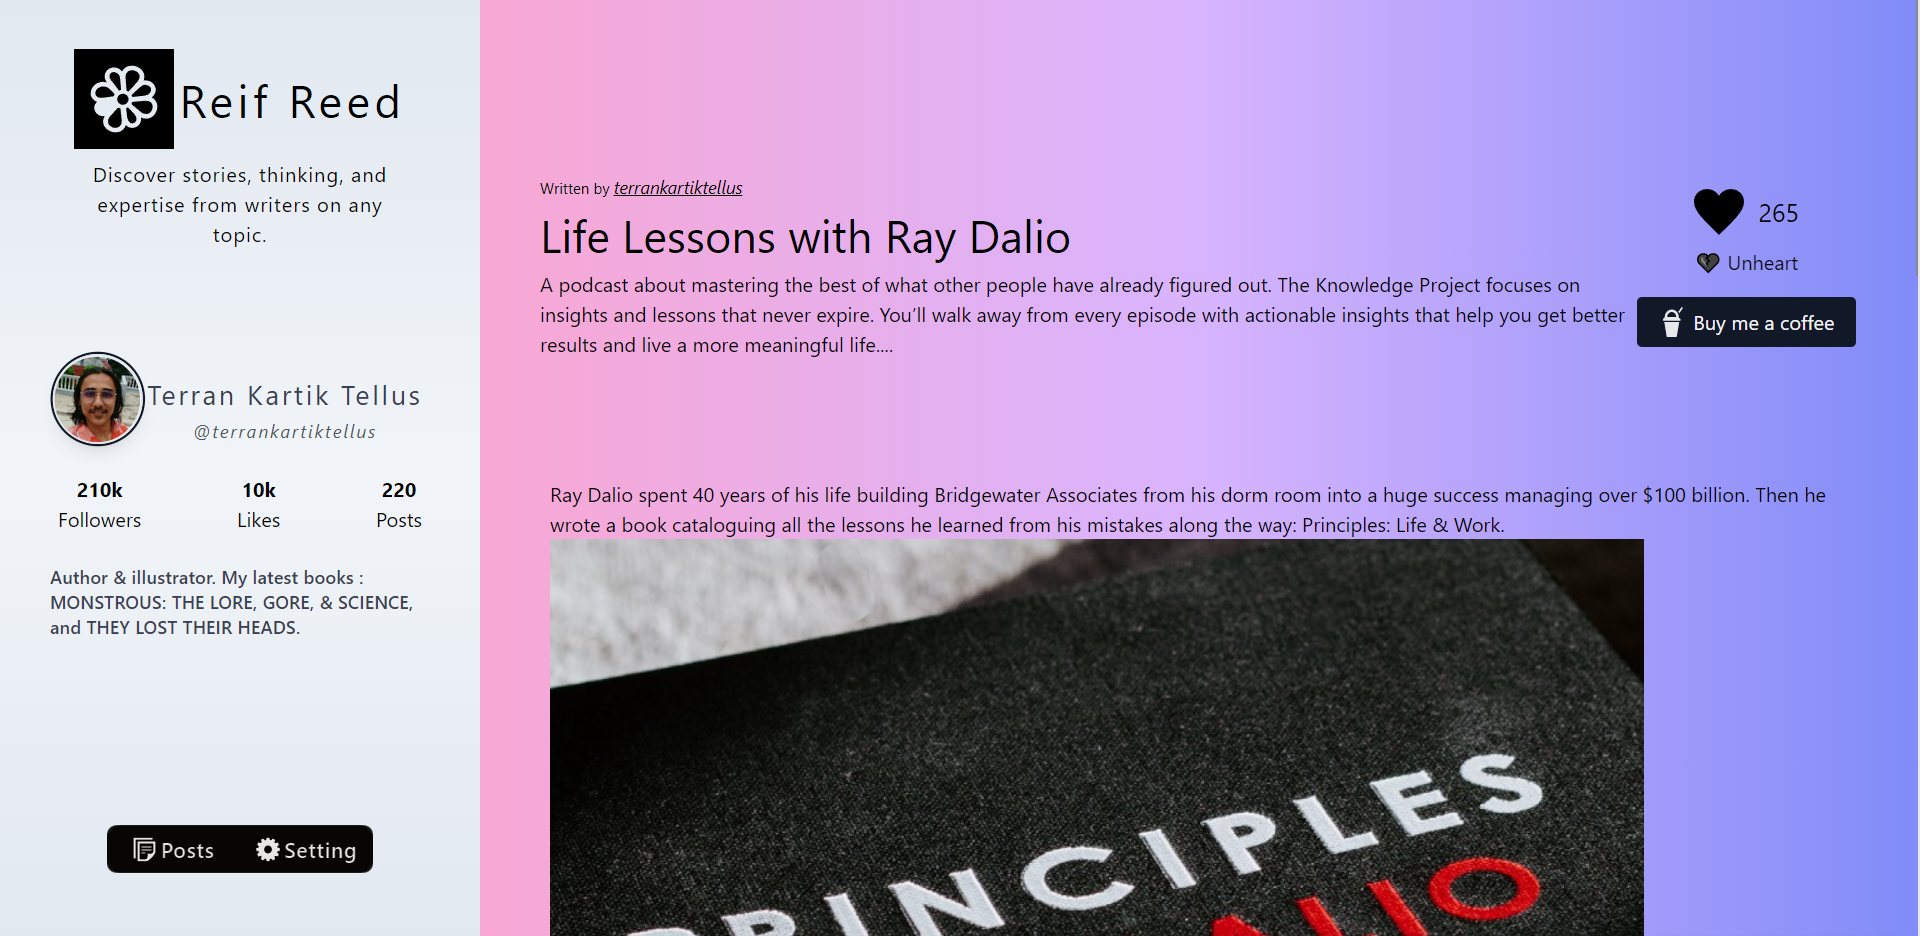 Reif Reed
Discover stories, thinking, and
expertise from writers on any
topic.
Terran Kartik Tellus
@terrankartiktellus
210k
Followers
10k
Likes
220
Posts
Author & illustrator. My latest books :
MONSTROUS: THE LORE, GORE, & SCIENCE,
and THEY LOST THEIR HEADS.
Posts
Setting
Written by terrankartiktellus
Life Lessons with Ray Dalio
A podcast about mastering the best of what other people have already figured out. The Knowledge Project focuses on
insights and lessons that never expire. You’ll walk away from every episode with actionable insights that help you get better
results and live a more meaningful life....
265
Unheart
Buy me a coffee
Ray Dalio spent 40 years of his life building Bridgewater Associates from his dorm room into a huge success managing over $100 billion. Then he
wrote a book cataloguing all the lessons he learned from his mistakes along the way: Principles: Life & Work.
PRINCIPLES